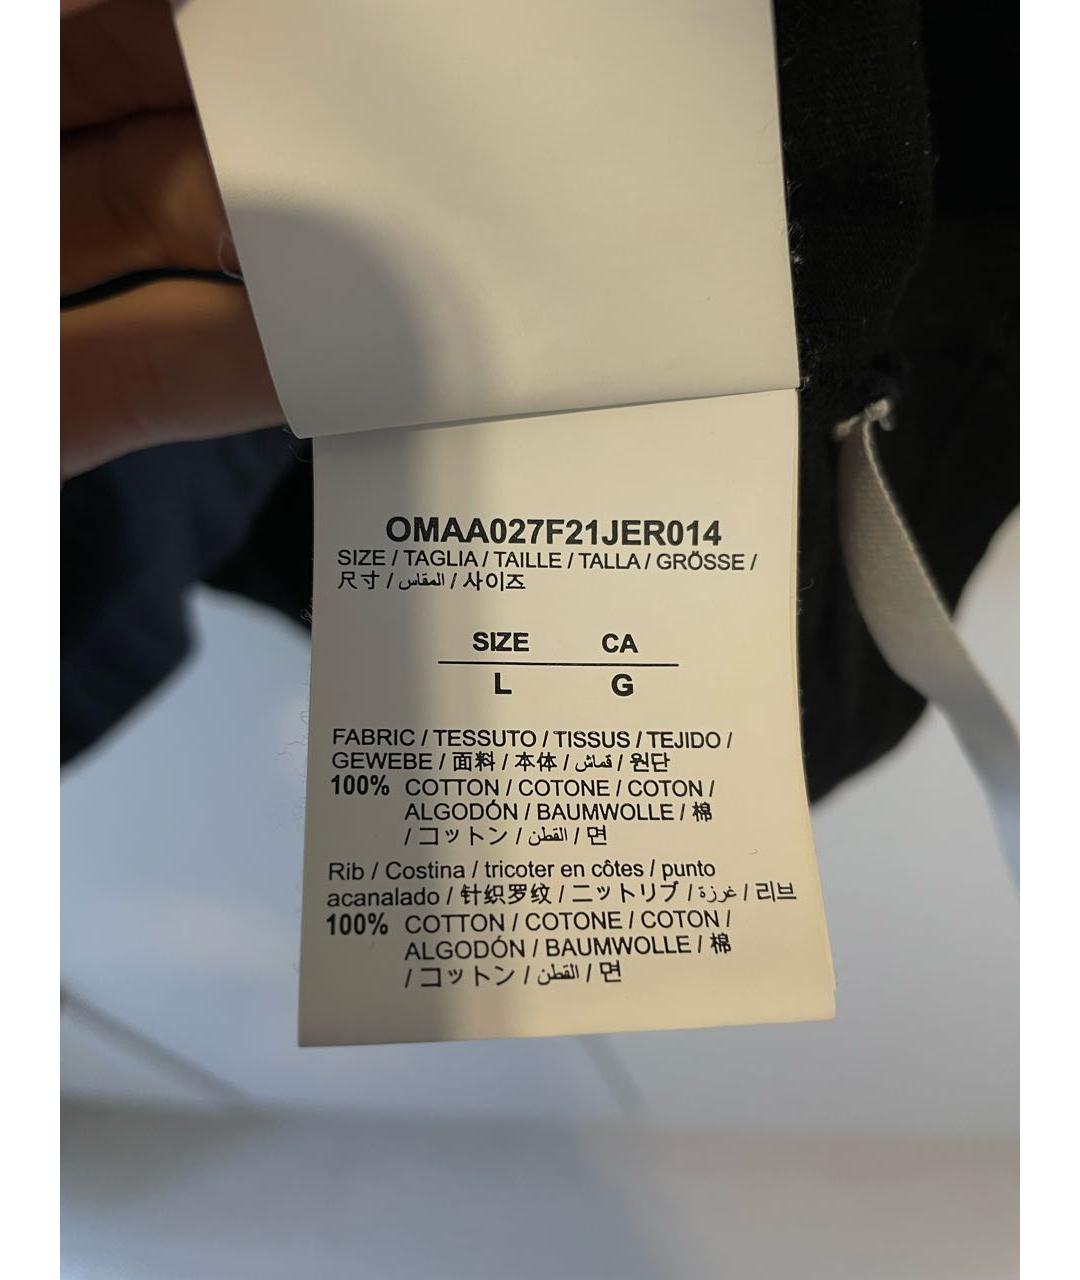 OMAA027F21JER014
SIZE / TAGLIA / TAILLE / TALLA / GRÖSSE /
尺寸 / المقاس / 사이즈
SIZE CA
L G
FABRIC / TESSUTO / TISSUS / TEJIDO /
GEWEBE / 面料 / 本体 / قماش / 원단
100% COTTON / COTONE / COTON /
ALGODÓN / BAUMWOLLE / 棉
/ コットン / القطن / 면
Rib / Costina / tricoter en côtes / punto
acanalado / 针织罗纹 / ニットリブ / غرزة / 리브
100% COTTON / COTONE / COTON /
ALGODÓN / BAUMWOLLE / 棉
/ コットン / القطن / 면